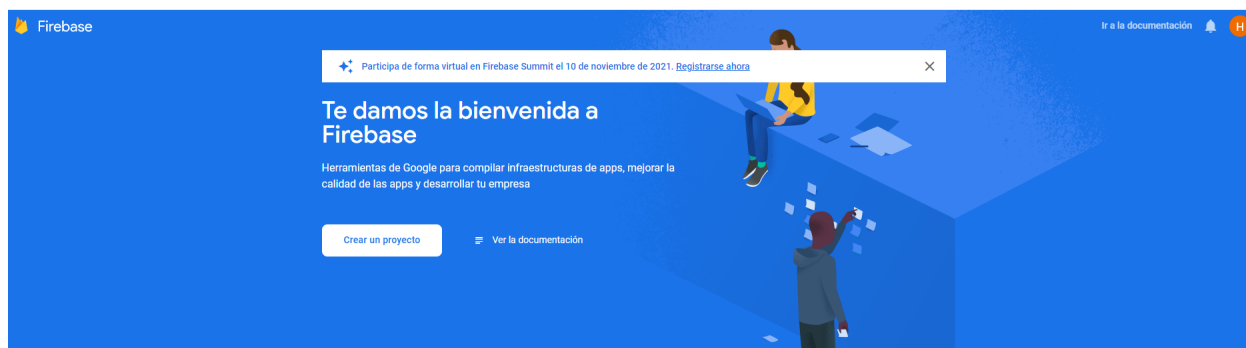 Firebase
Ir a la documentación
H
Participa de forma virtual en Firebase Summit el 10 de noviembre de 2021. Registrarse ahora
Te damos la bienvenida a
Firebase
Herramientas de Google para compilar infraestructuras de apps, mejorar la
calidad de las apps y desarrollar tu empresa
Crear un proyecto
Ver la documentación